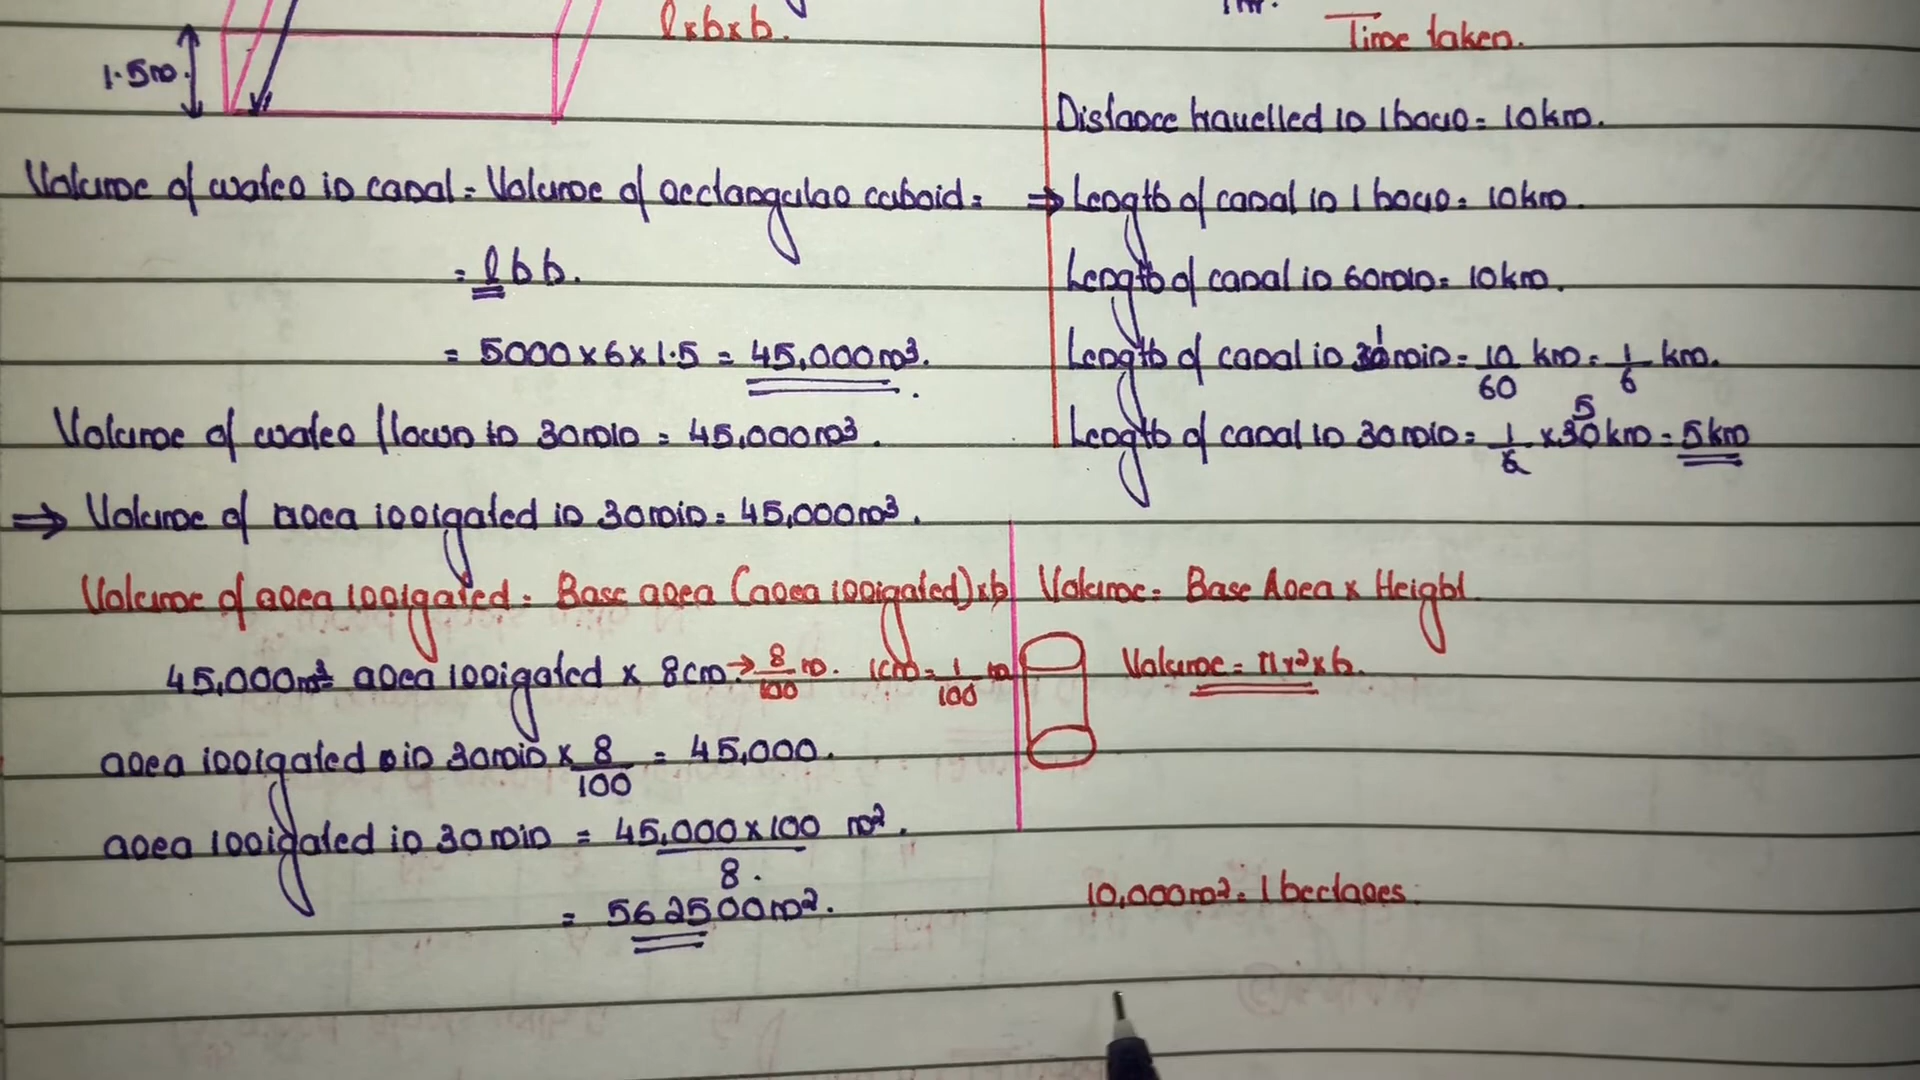 l×b×h.
1.5m.
Time taken.
Distance travelled in 1 hour = 10km.
Volume of water in canal = Volume of rectangular cuboid =
⇒ Length of canal in 1 hour = 10km.
= lbh.
Length of canal in 60min = 10km.
= 5000×6×1.5 = 45,000m³.
Length of canal in 1min = 10/60 km = 1/6 km.
Volume of water flown in 30min = 45,000m³.
Length of canal in 30min = 1/6 × 30 km = 5km
5
⇒ Volume of area irrigated in 30min = 45,000m³.
Volume of area irrigated = Base area (area irrigated)×h
Volume = Base Area × Height
45,000m³ = area irrigated × 8cm → 8/100 m. 1cm = 1/100 m
Volume = πr²×h.
area irrigated in 30min × 8/100 = 45,000.
area irrigated in 30min = 45,000×100/8 m².
= 562500m².
10,000m² = 1 hectares.